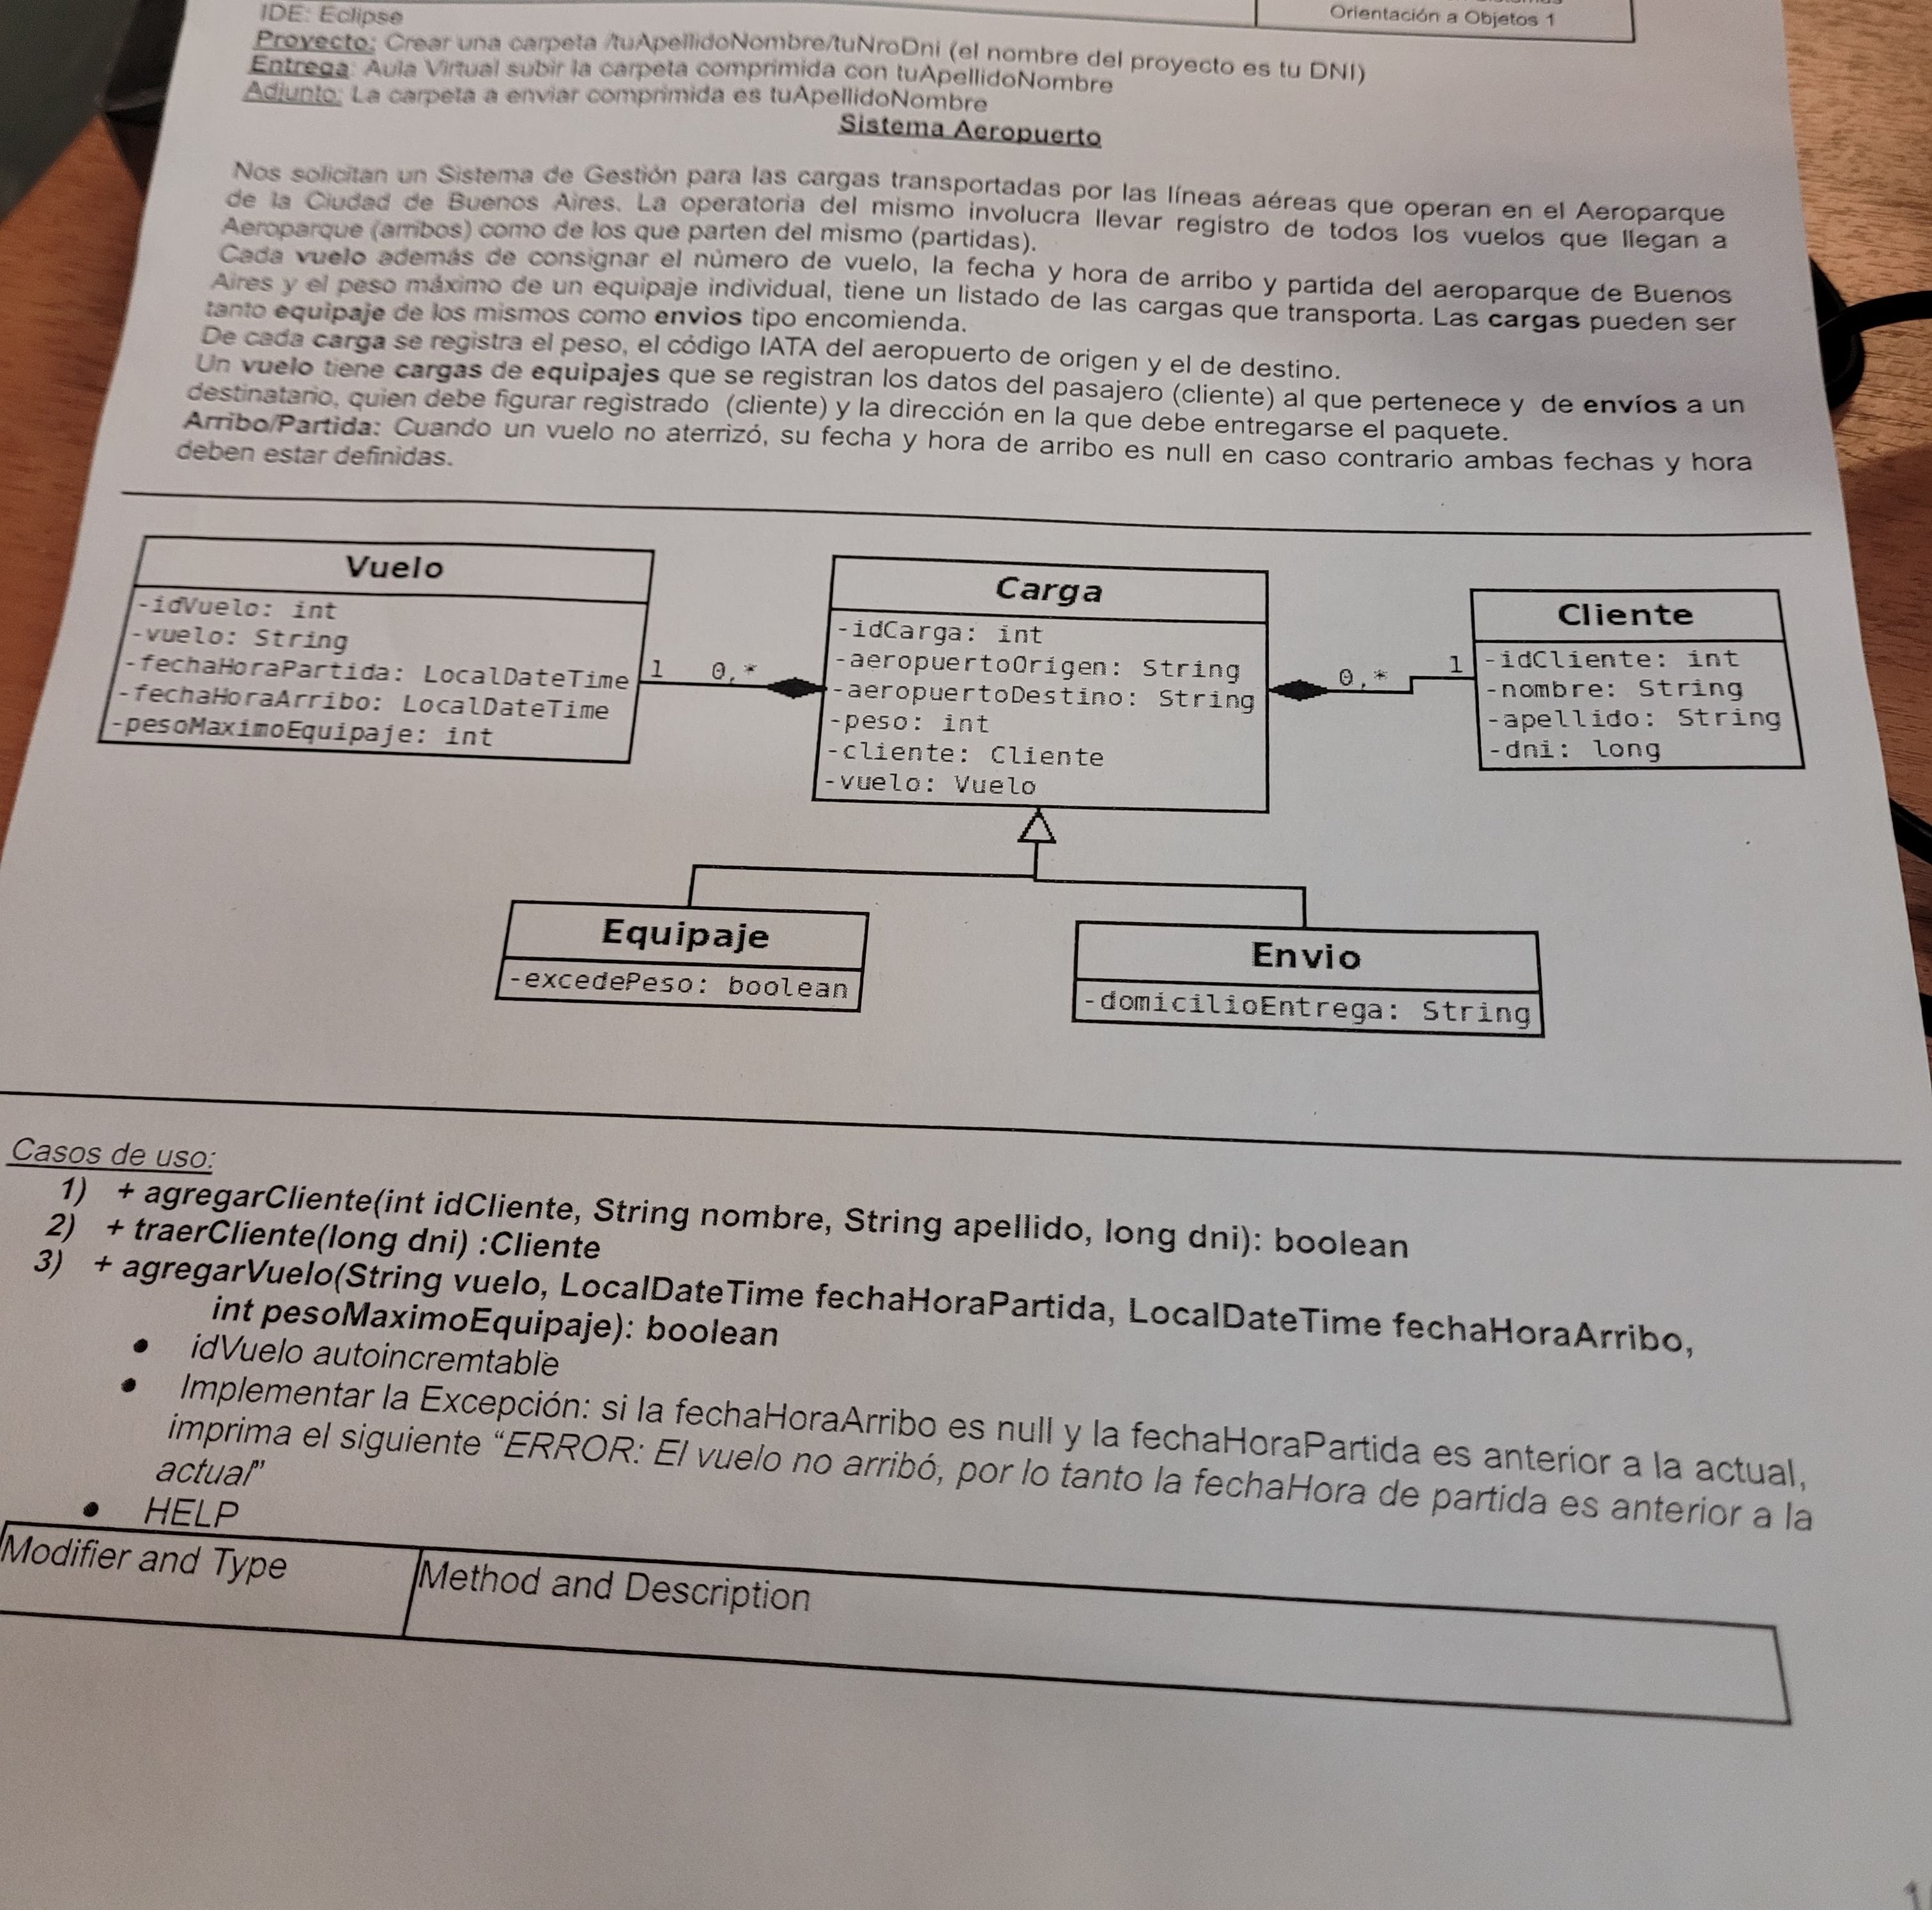 Orientación a Objetos 1
IDE: Eclipse
Proyecto: Crear una carpeta /tuApellidoNombre/tuNroDni (el nombre del proyecto es tu DNI)
Entrega: Aula Virtual subir la carpeta comprimida con tuApellidoNombre
Adjunto: La carpeta a enviar comprimida es tuApellidoNombre
Sistema Aeropuerto
Nos solicitan un Sistema de Gestión para las cargas transportadas por las líneas aéreas que operan en el Aeroparque
de la Ciudad de Buenos Aires. La operatoria del mismo involucra llevar registro de todos los vuelos que llegan a
Aeroparque (arribos) como de los que parten del mismo (partidas).
Cada vuelo además de consignar el número de vuelo, la fecha y hora de arribo y partida del aeroparque de Buenos
Aires y el peso máximo de un equipaje individual, tiene un listado de las cargas que transporta. Las cargas pueden ser
tanto equipaje de los mismos como envios tipo encomienda.
De cada carga se registra el peso, el código IATA del aeropuerto de origen y el de destino.
Un vuelo tiene cargas de equipajes que se registran los datos del pasajero (cliente) al que pertenece y de envíos a un
destinatario, quien debe figurar registrado (cliente) y la dirección en la que debe entregarse el paquete.
Arribo/Partida: Cuando un vuelo no aterrizó, su fecha y hora de arribo es null en caso contrario ambas fechas y hora
deben estar definidas.
Vuelo
-idVuelo: int
-vuelo: String
-fechaHoraPartida: LocalDateTime
-fechaHoraArribo: LocalDateTime
-pesoMaximoEquipaje: int
1 0,*
Carga
-idCarga: int
-aeropuertoOrigen: String
-aeropuertoDestino: String
-peso: int
-cliente: Cliente
-vuelo: Vuelo
0,* 1
Cliente
-idCliente: int
-nombre: String
-apellido: String
-dni: long
Equipaje
-excedePeso: boolean
Envio
-domicilioEntrega: String
Casos de uso:
1) + agregarCliente(int idCliente, String nombre, String apellido, long dni): boolean
2) + traerCliente(long dni) :Cliente
3) + agregarVuelo(String vuelo, LocalDateTime fechaHoraPartida, LocalDateTime fechaHoraArribo,
int pesoMaximoEquipaje): boolean
• idVuelo autoincremtable
• Implementar la Excepción: si la fechaHoraArribo es null y la fechaHoraPartida es anterior a la actual,
imprima el siguiente “ERROR: El vuelo no arribó, por lo tanto la fechaHora de partida es anterior a la
actual”
• HELP
Modifier and Type
Method and Description